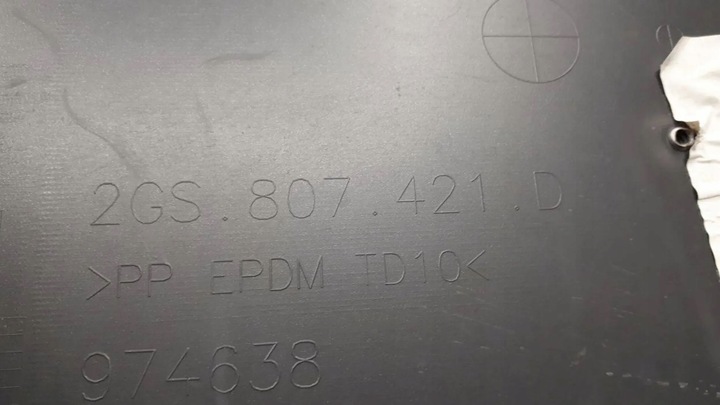 2GS.807.421.D
>PP EPDM TD10<
974638